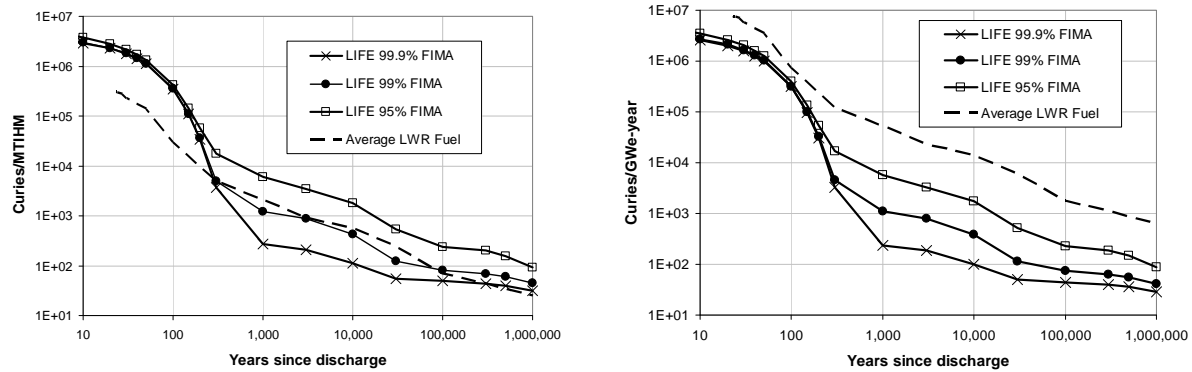 1E+07
1E+06
1E+05
1E+04
1E+03
1E+02
1E+01
Curies/MTIHM
10
100
1,000
10,000
100,000
1,000,000
Years since discharge
LIFE 99.9% FIMA
LIFE 99% FIMA
LIFE 95% FIMA
Average LWR Fuel
1E+07
1E+06
1E+05
1E+04
1E+03
1E+02
1E+01
Curies/GWe-year
10
100
1,000
10,000
100,000
1,000,000
Years since discharge
LIFE 99.9% FIMA
LIFE 99% FIMA
LIFE 95% FIMA
Average LWR Fuel